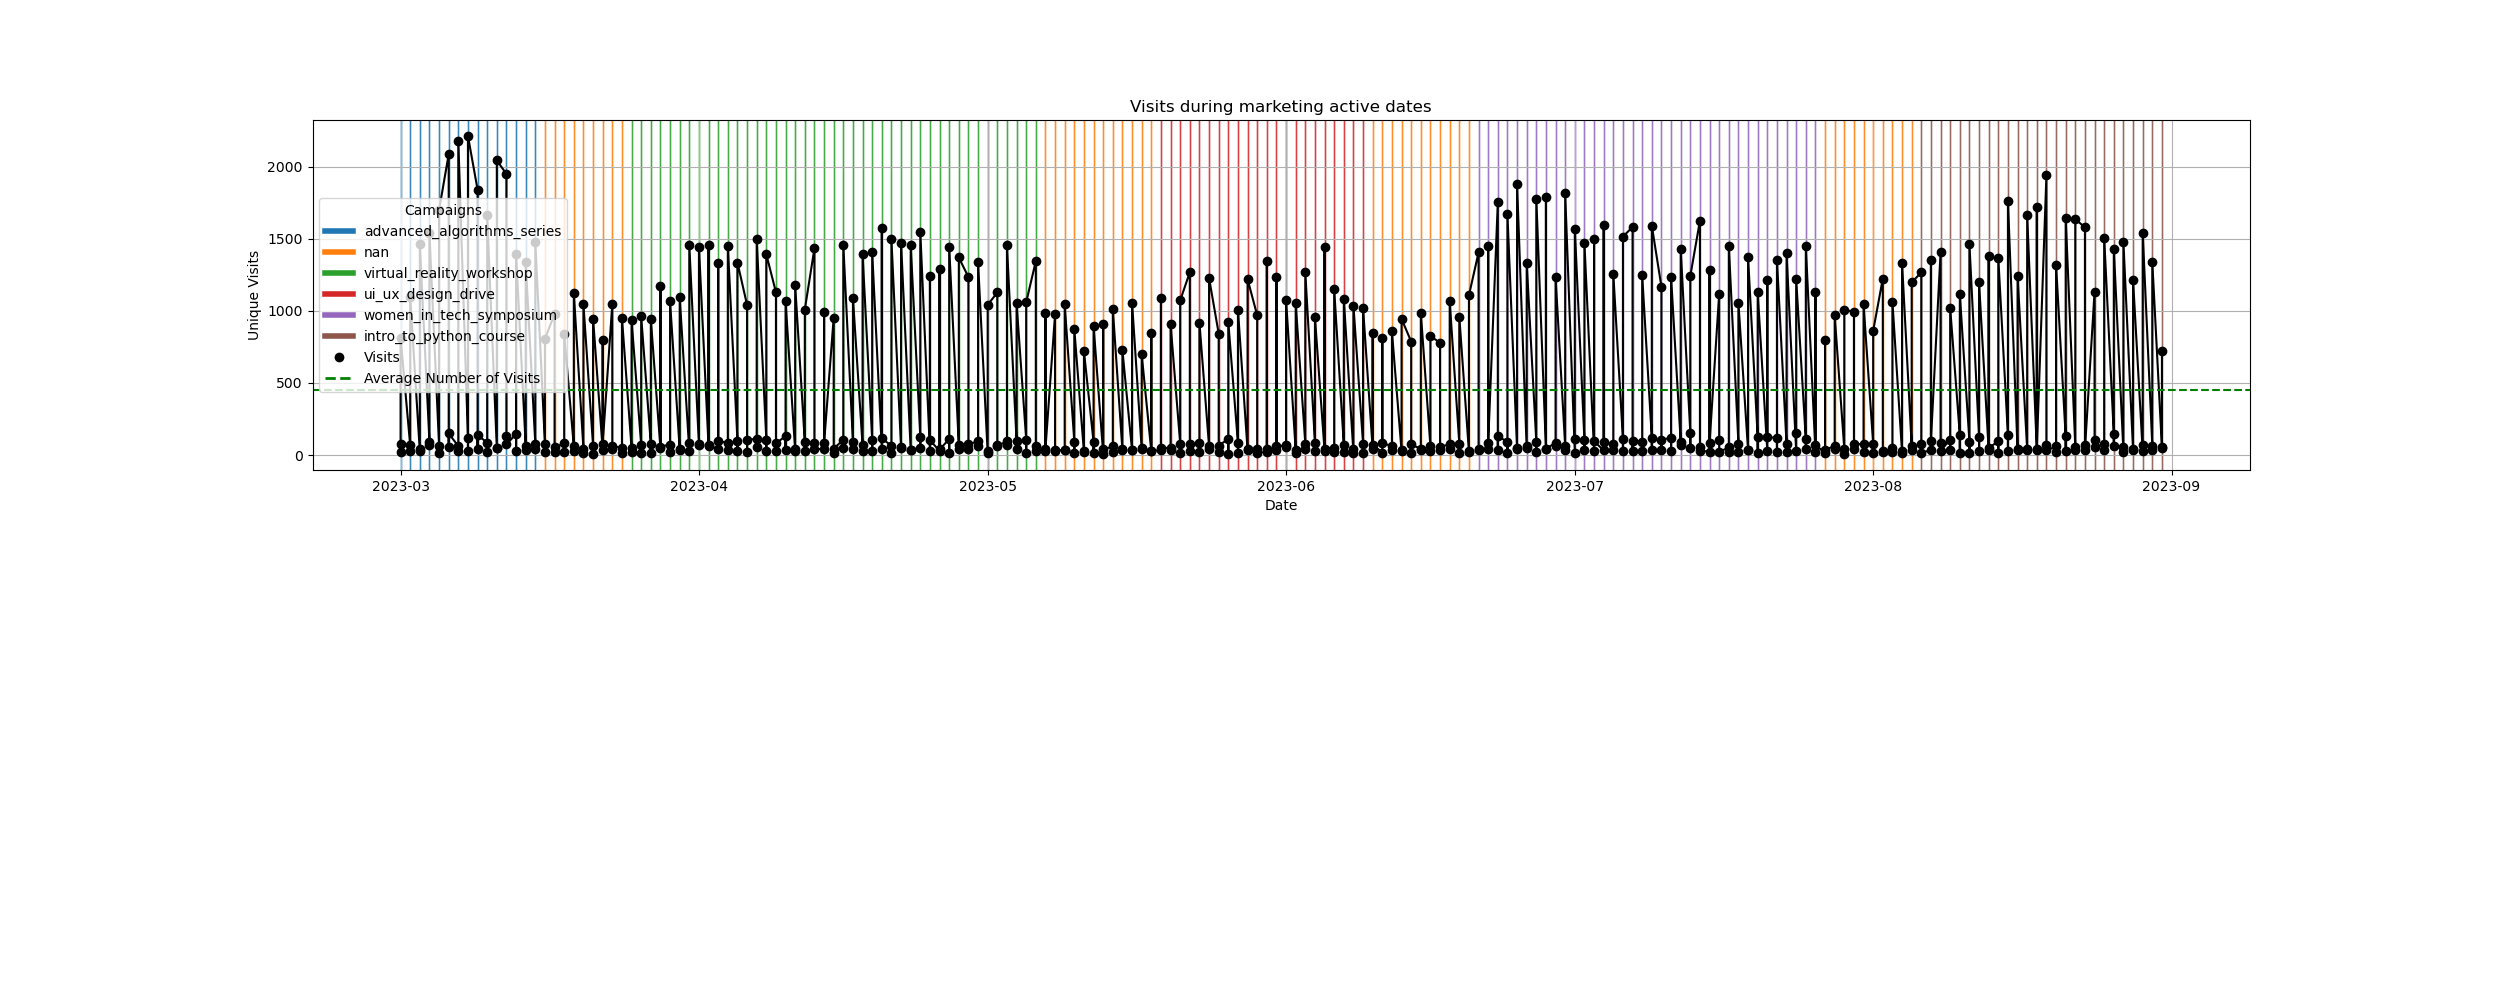 Visits during marketing active dates
2000
1500
1000
500
0
Unique Visits
Campaigns
advanced_algorithms_series
nan
virtual_reality_workshop
ui_ux_design_drive
women_in_tech_symposium
intro_to_python_course
Visits
Average Number of Visits
2023-03
2023-04
2023-05
2023-06
2023-07
2023-08
2023-09
Date